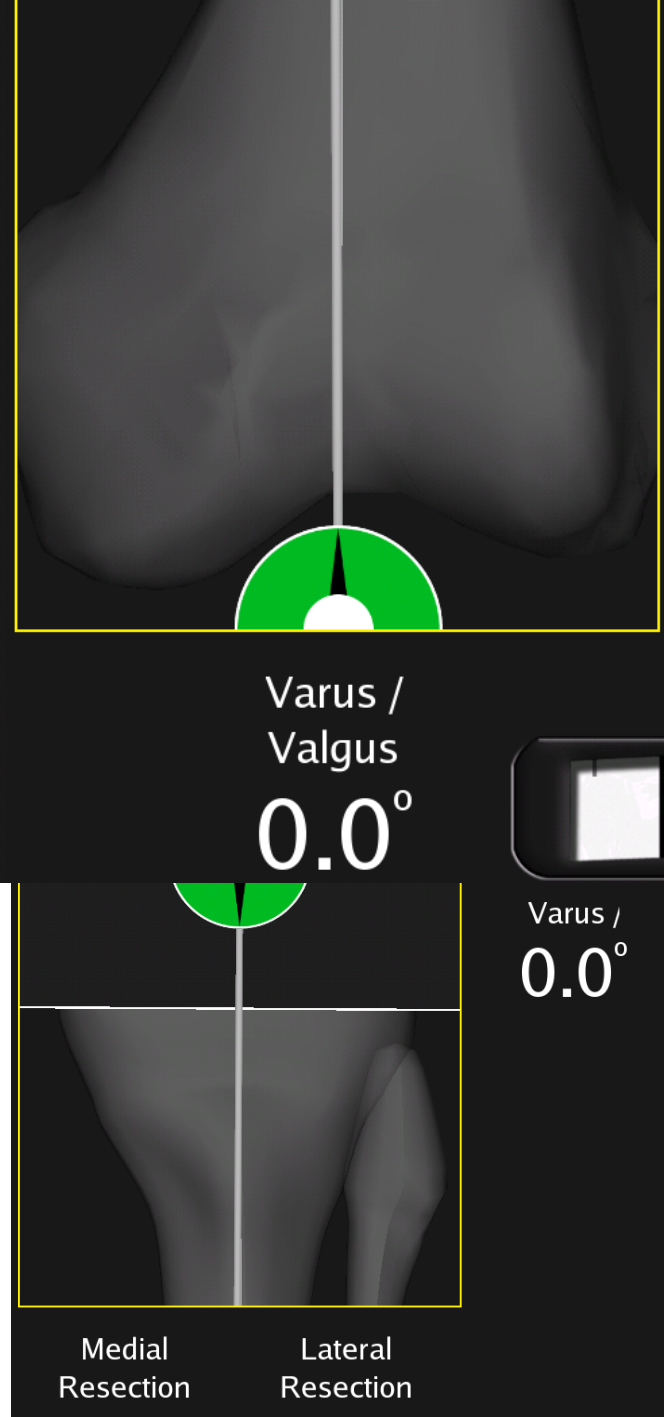 Varus /
Valgus
0.0°
Varus /
0.0°
Medial Lateral
Resection Resection